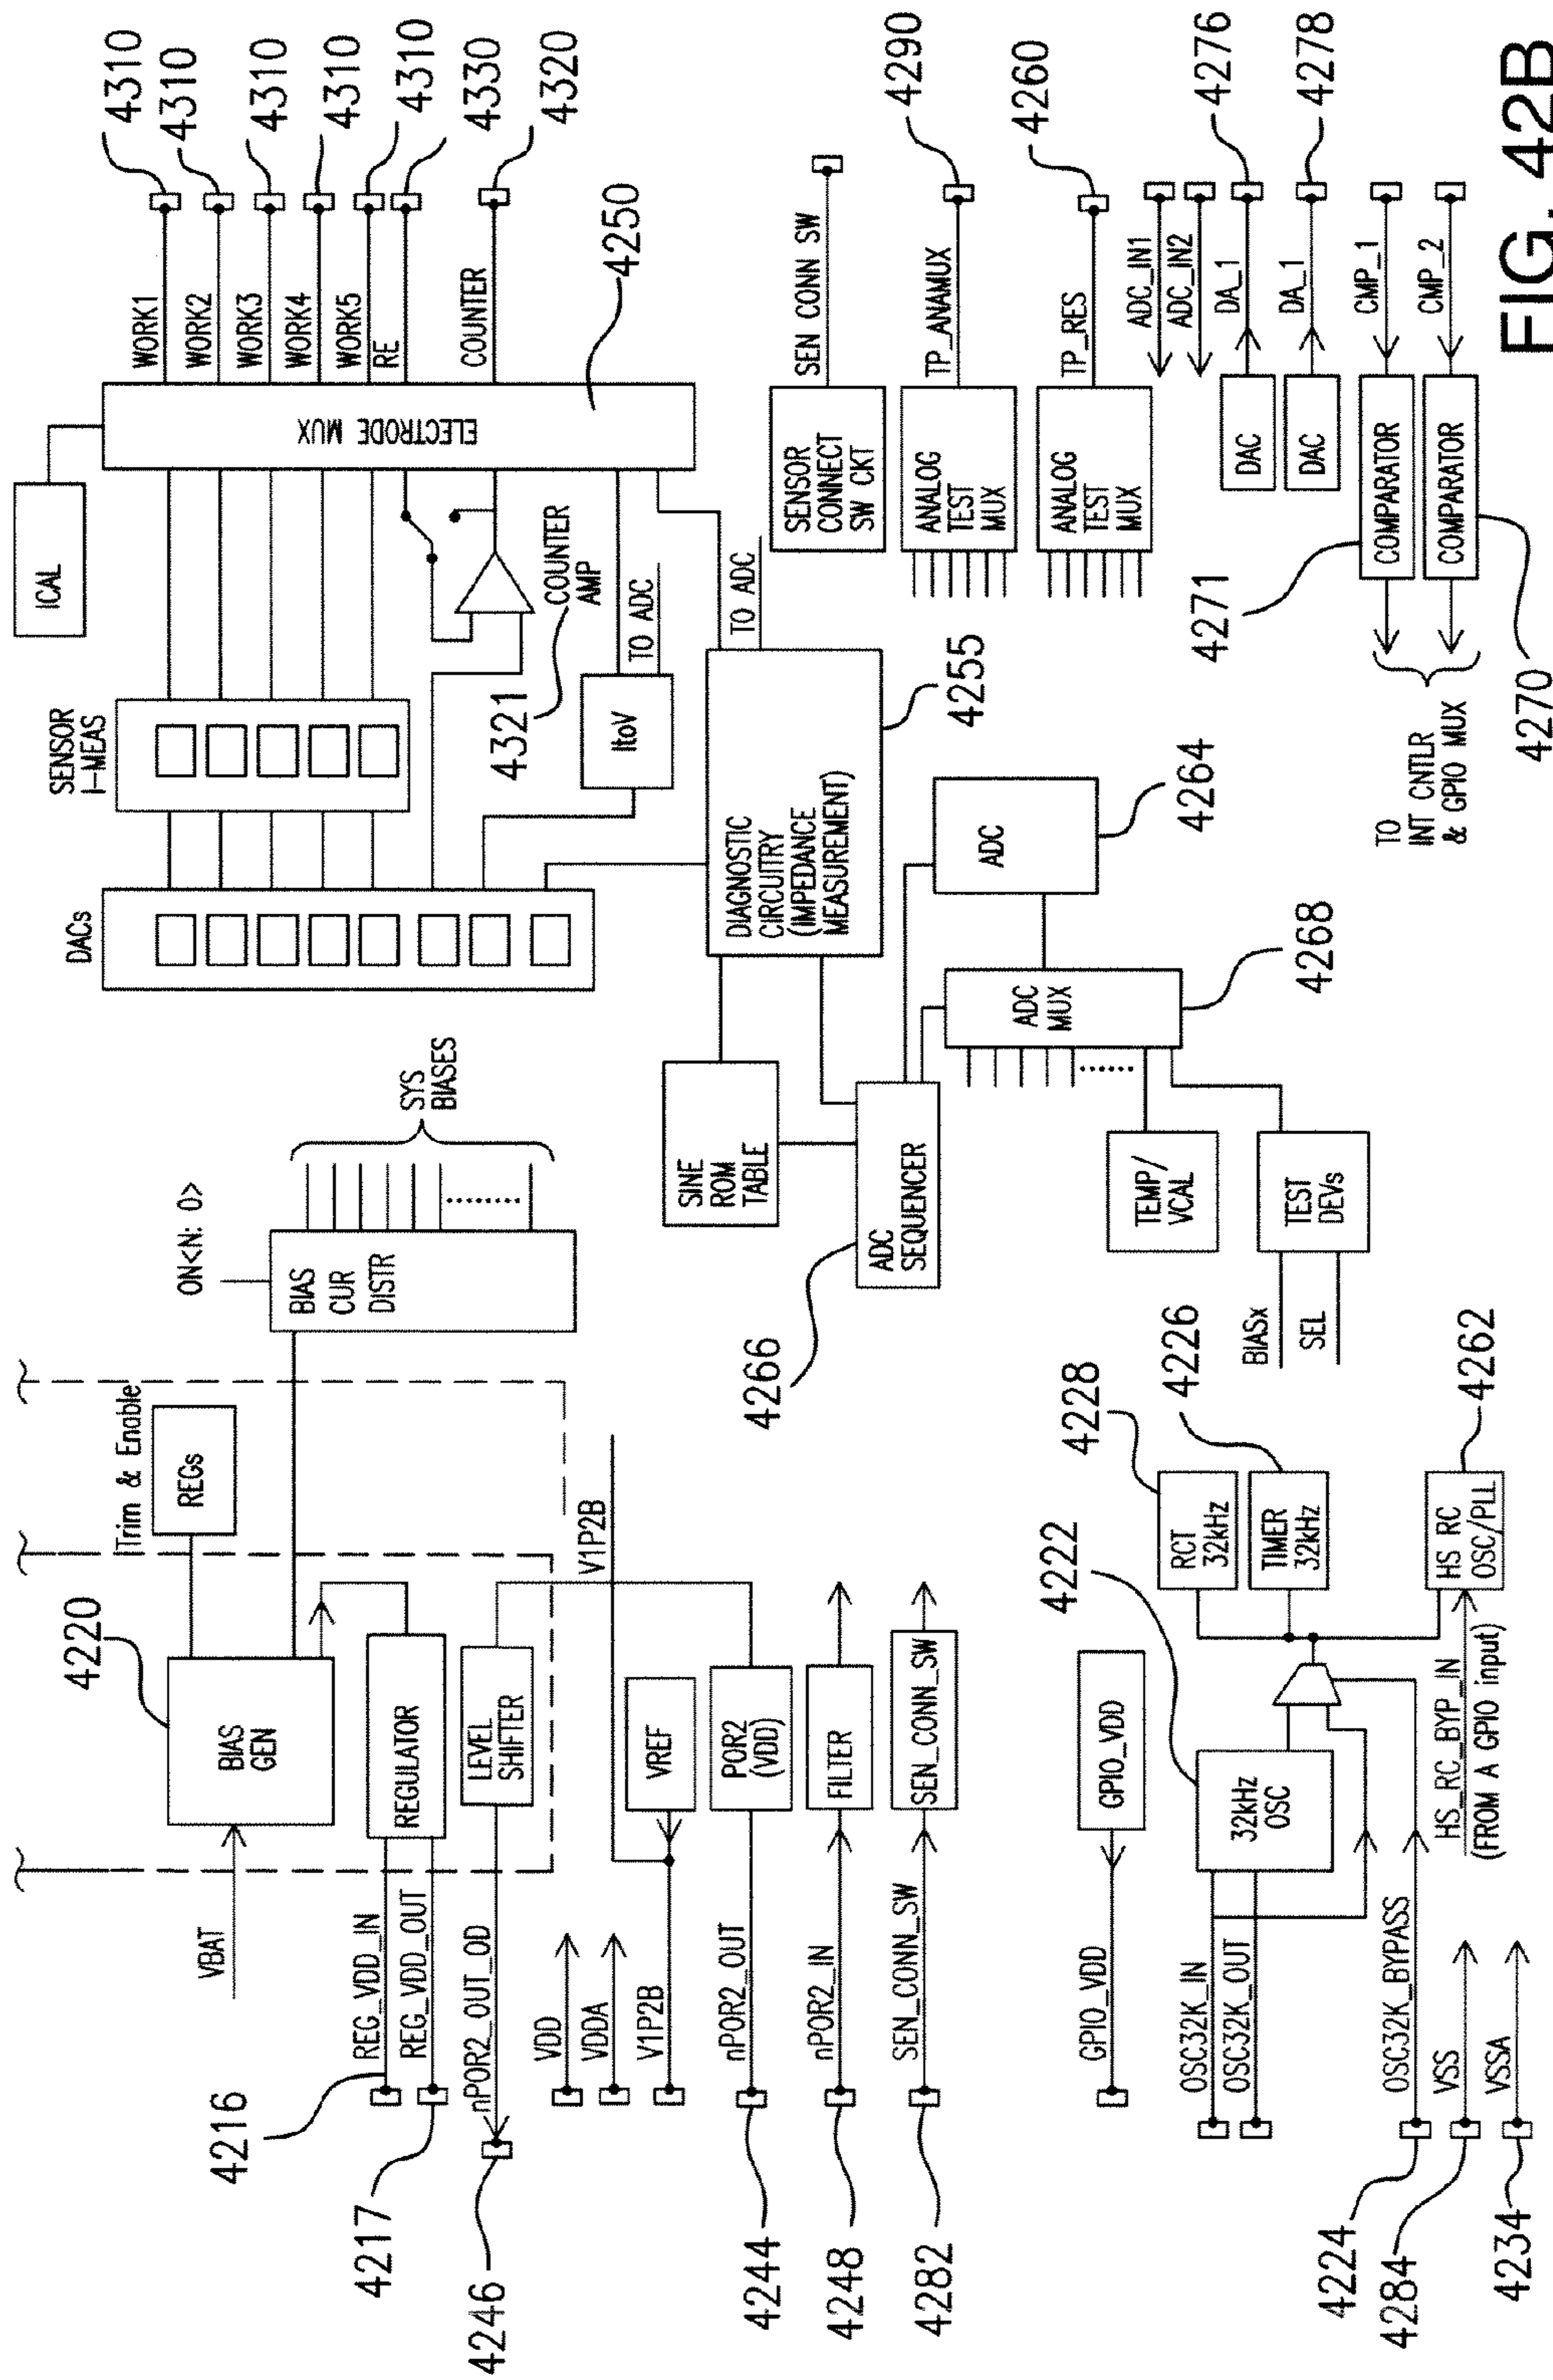 VBAT
4220
BIAS
GEN
Trim & Enable
REGs
ON<N: 0>
BIAS
CUR
DISTR
SYS
BIASES
4216
REG_VDD_IN
4217
REG_VDD_OUT
REGULATOR
4246
nPOR2_OUT_OD
LEVEL
SHIFTER
VDD
VDDA
V1P2B
VREF
V1P2B
4244
nPOR2_OUT
POR2
(VDD)
4248
nPOR2_IN
FILTER
4282
SEN_CONN_SW
SEN_CONN_SW
GPIO_VDD
GPIO_VDD
4222
OSC32K_IN
OSC32K_OUT
32kHz
OSC
4228
RCT
32kHz
4226
TIMER
32kHz
4262
HS RC
OSC/PLL
4224
OSC32K_BYPASS
HS_RC_BYP_IN
(FROM A GPIO input)
4284
VSS
4234
VSSA
DACs
SENSOR
I-MEAS
ICAL
ELECTRODE MUX
4250
WORK1
4310
WORK2
4310
WORK3
4310
WORK4
4310
WORK5
4310
RE
4330
COUNTER
4320
4321
COUNTER
AMP
ItoV
TO ADC
TO ADC
DIAGNOSTIC
CIRCUITRY
(IMPEDANCE
MEASUREMENT)
4255
SINE
ROM
TABLE
4266
ADC
SEQUENCER
ADC
4264
ADC
MUX
4268
TEMP/
VCAL
TEST
DEVs
BIASx
SEL
SENSOR
CONNECT
SW CKT
SEN CONN SW
ANALOG
TEST
MUX
TP_ANAMUX
4290
ANALOG
TEST
MUX
TP_RES
4260
ADC_IN1
ADC_IN2
DAC
DA_1
4276
DAC
DA_1
4278
4271
COMPARATOR
CMP_1
COMPARATOR
CMP_2
4270
TO
INT CNTLR
& GPIO MUX
FIG. 42B